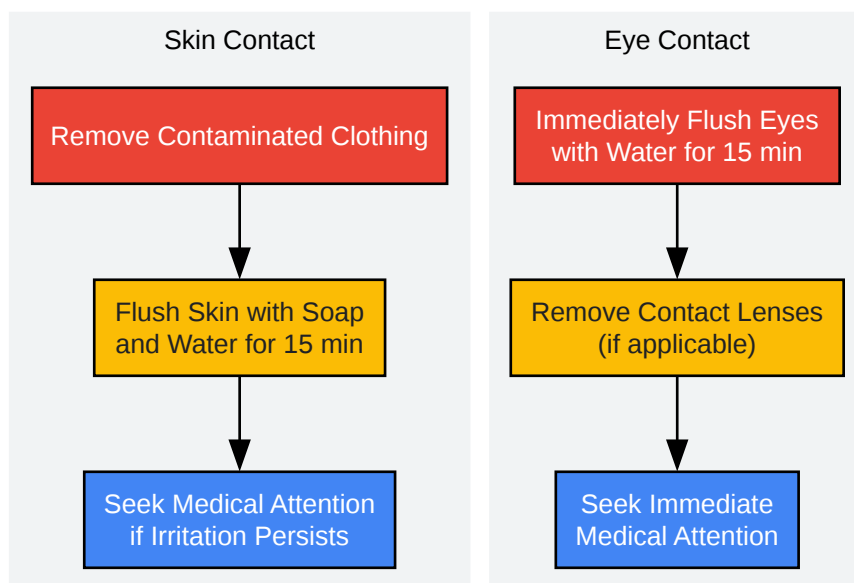 Skin Contact
Remove Contaminated Clothing
Flush Skin with Soap
and Water for 15 min
Seek Medical Attention
if Irritation Persists
Eye Contact
Immediately Flush Eyes
with Water for 15 min
Remove Contact Lenses
(if applicable)
Seek Immediate
Medical Attention